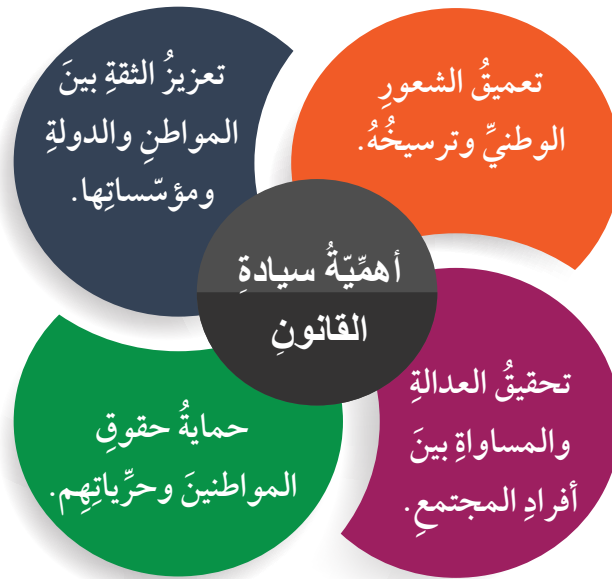 أهمِّيّةُ سيادةِ
القانونِ
تعميقُ الشعورِ
الوطنيِّ وترسيخُهُ.
تعزيزُ الثقةِ بينَ
المواطنِ والدولةِ
ومؤسّساتِها.
تحقيقُ العدالةِ
والمساواةِ بينَ
أفرادِ المجتمعِ.
حمايةُ حقوقِ
المواطنينَ وحرِّياتِهِم.